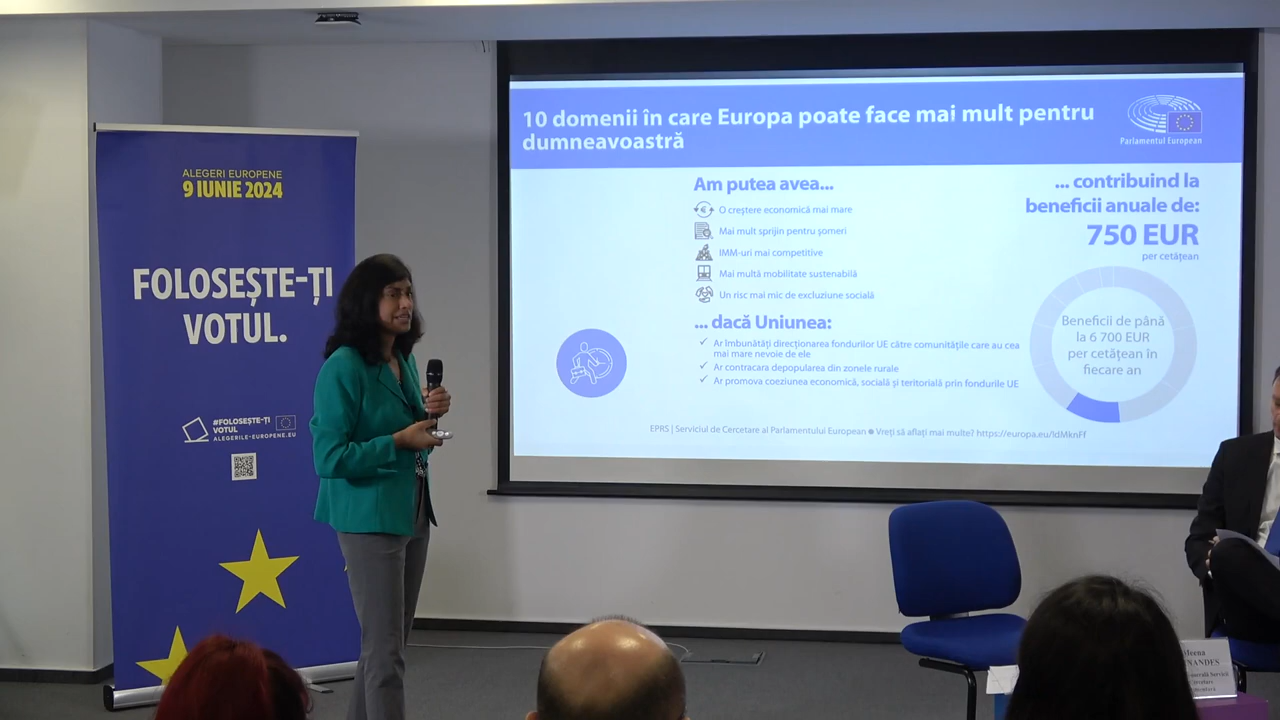 ALEGERI EUROPENE
9 IUNIE 2024
FOLOSEȘTE-ȚI
VOTUL.
#FOLOSEȘTE-ȚI
VOTUL
ALEGERILE-EUROPENE.EU
10 domenii în care Europa poate face mai mult pentru
dumneavoastră
Parlamentul European
Am putea avea...
O creștere economică mai mare
Mai mult sprijin pentru șomeri
IMM-uri mai competitive
Mai multă mobilitate sustenabilă
Un risc mai mic de excluziune socială
... dacă Uniunea:
Ar îmbunătăți direcționarea fondurilor UE către comunitățile care au cea
mai mare nevoie de ele
Ar contracara depopularea din zonele rurale
Ar promova coeziunea economică, socială și teritorială prin fondurile UE
... contribuind la
beneficii anuale de:
750 EUR
per cetățean
Beneficii de până
la 6 700 EUR
per cetățean în
fiecare an
EPRS | Serviciul de Cercetare al Parlamentului European ● Vreți să aflați mai multe? https://europa.eu/!dMknFf